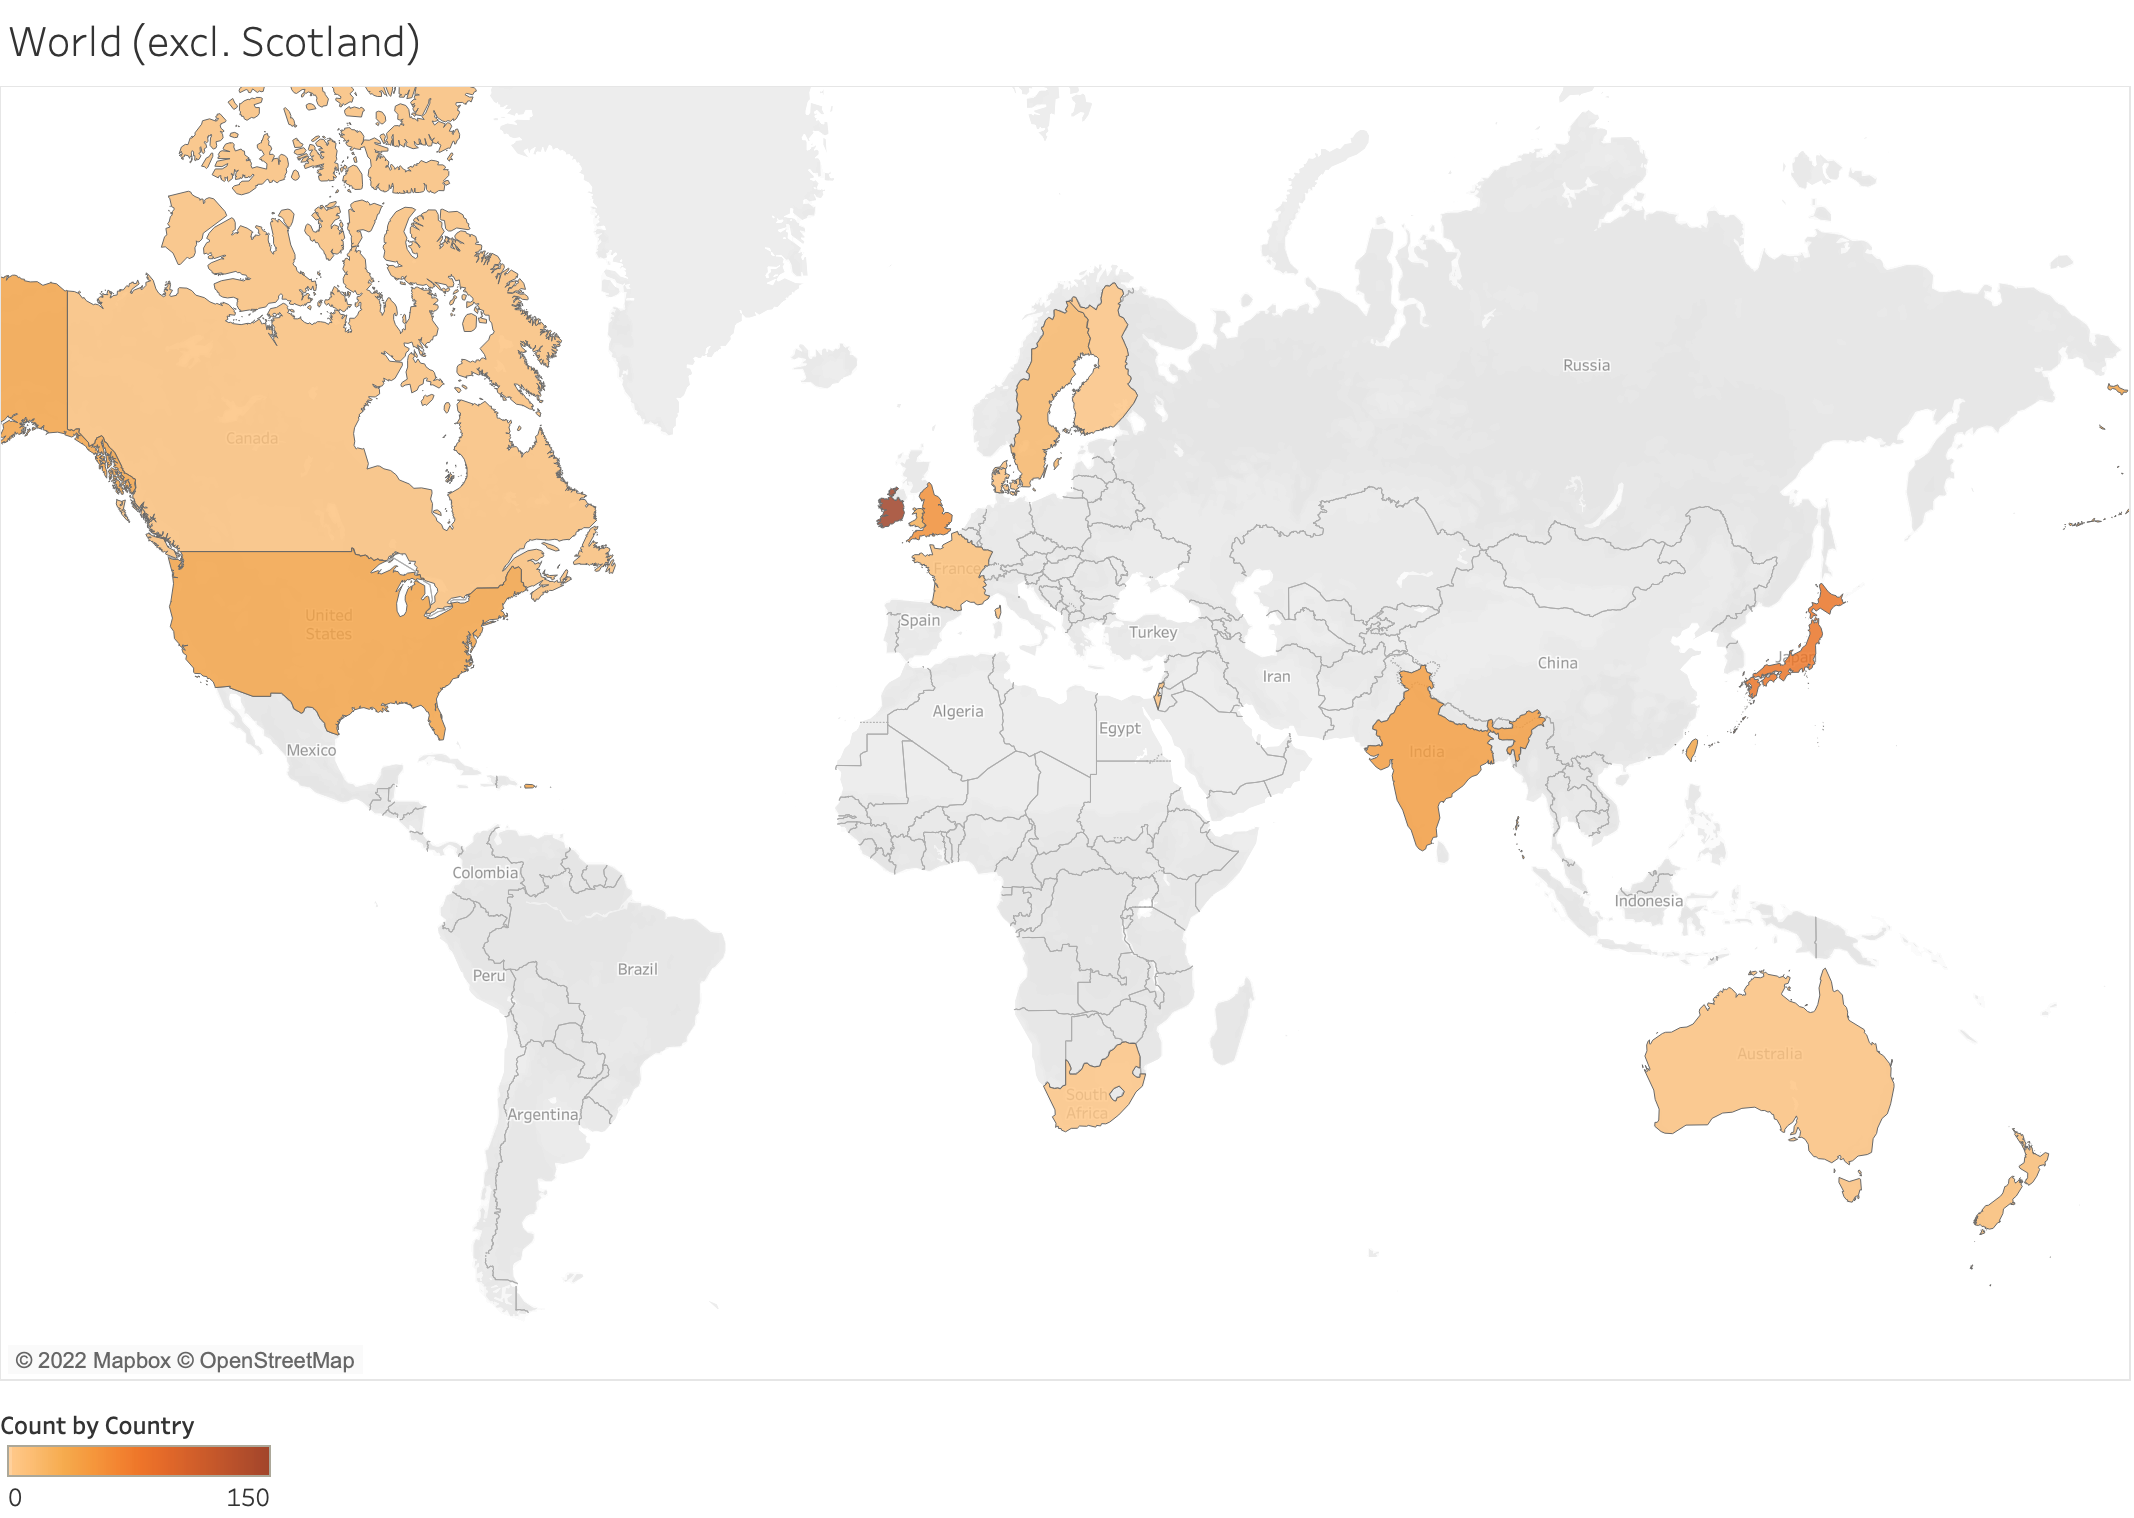 World (excl. Scotland)
Russia
Canada
France
United
States
Spain
Turkey
Iran
China
Japan
Algeria
Egypt
Mexico
India
Colombia
Indonesia
Peru
Brazil
Australia
South
Africa
Argentina
© 2022 Mapbox © OpenStreetMap
Count by Country
0 150